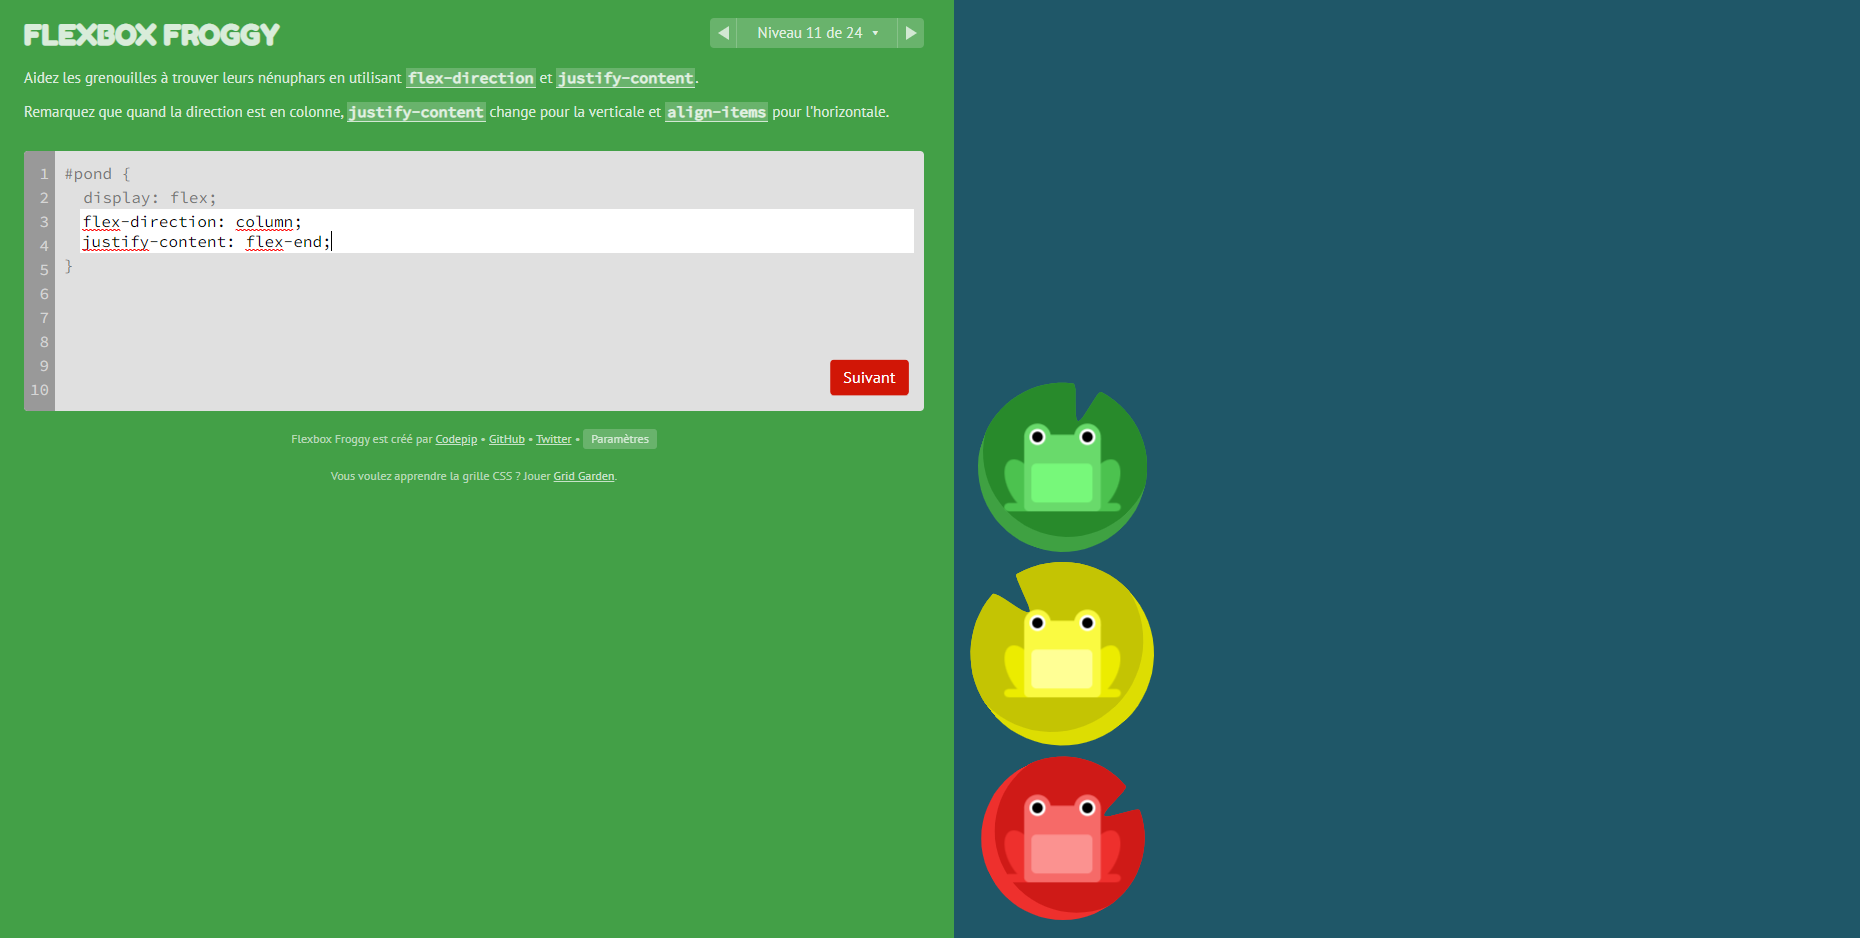 FLEXBOX FROGGY
Niveau 11 de 24
Aidez les grenouilles à trouver leurs nénuphars en utilisant flex-direction et justify-content.
Remarquez que quand la direction est en colonne, justify-content change pour la verticale et align-items pour l'horizontale.
1 #pond {
2 display: flex;
3 flex-direction: column;
4 justify-content: flex-end;
5 }
6
7
8
9
10
Suivant
Flexbox Froggy est créé par Codepip • GitHub • Twitter • Paramètres
Vous voulez apprendre la grille CSS ? Jouer Grid Garden.